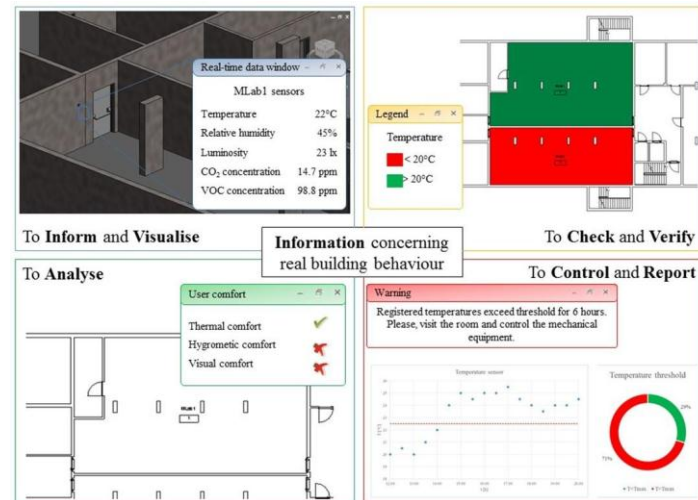 Real-time data window
MLab1 sensors
Temperature 22°C
Relative humidity 45%
Luminosity 23 lx
CO₂ concentration 14.7 ppm
VOC concentration 98.8 ppm
To Inform and Visualise
Legend
Temperature
< 20°C
> 20°C
To Check and Verify
Information concerning
real building behaviour
To Analyse
User comfort
Thermal comfort
Hygrometic comfort
Visual comfort
To Control and Report
Warning
Registered temperatures exceed threshold for 6 hours.
Please, visit the room and control the mechanical
equipment.
Temperature sensor
Temperature threshold
29%
71%